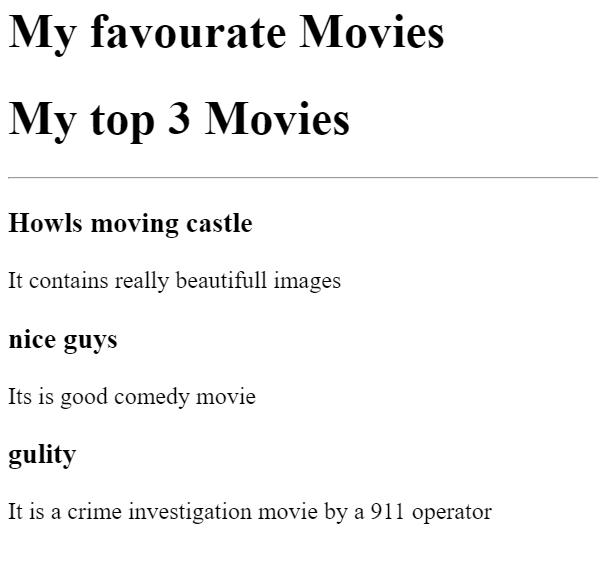 My favourate Movies
My top 3 Movies
Howls moving castle
It contains really beautifull images
nice guys
Its is good comedy movie
gulity
It is a crime investigation movie by a 911 operator